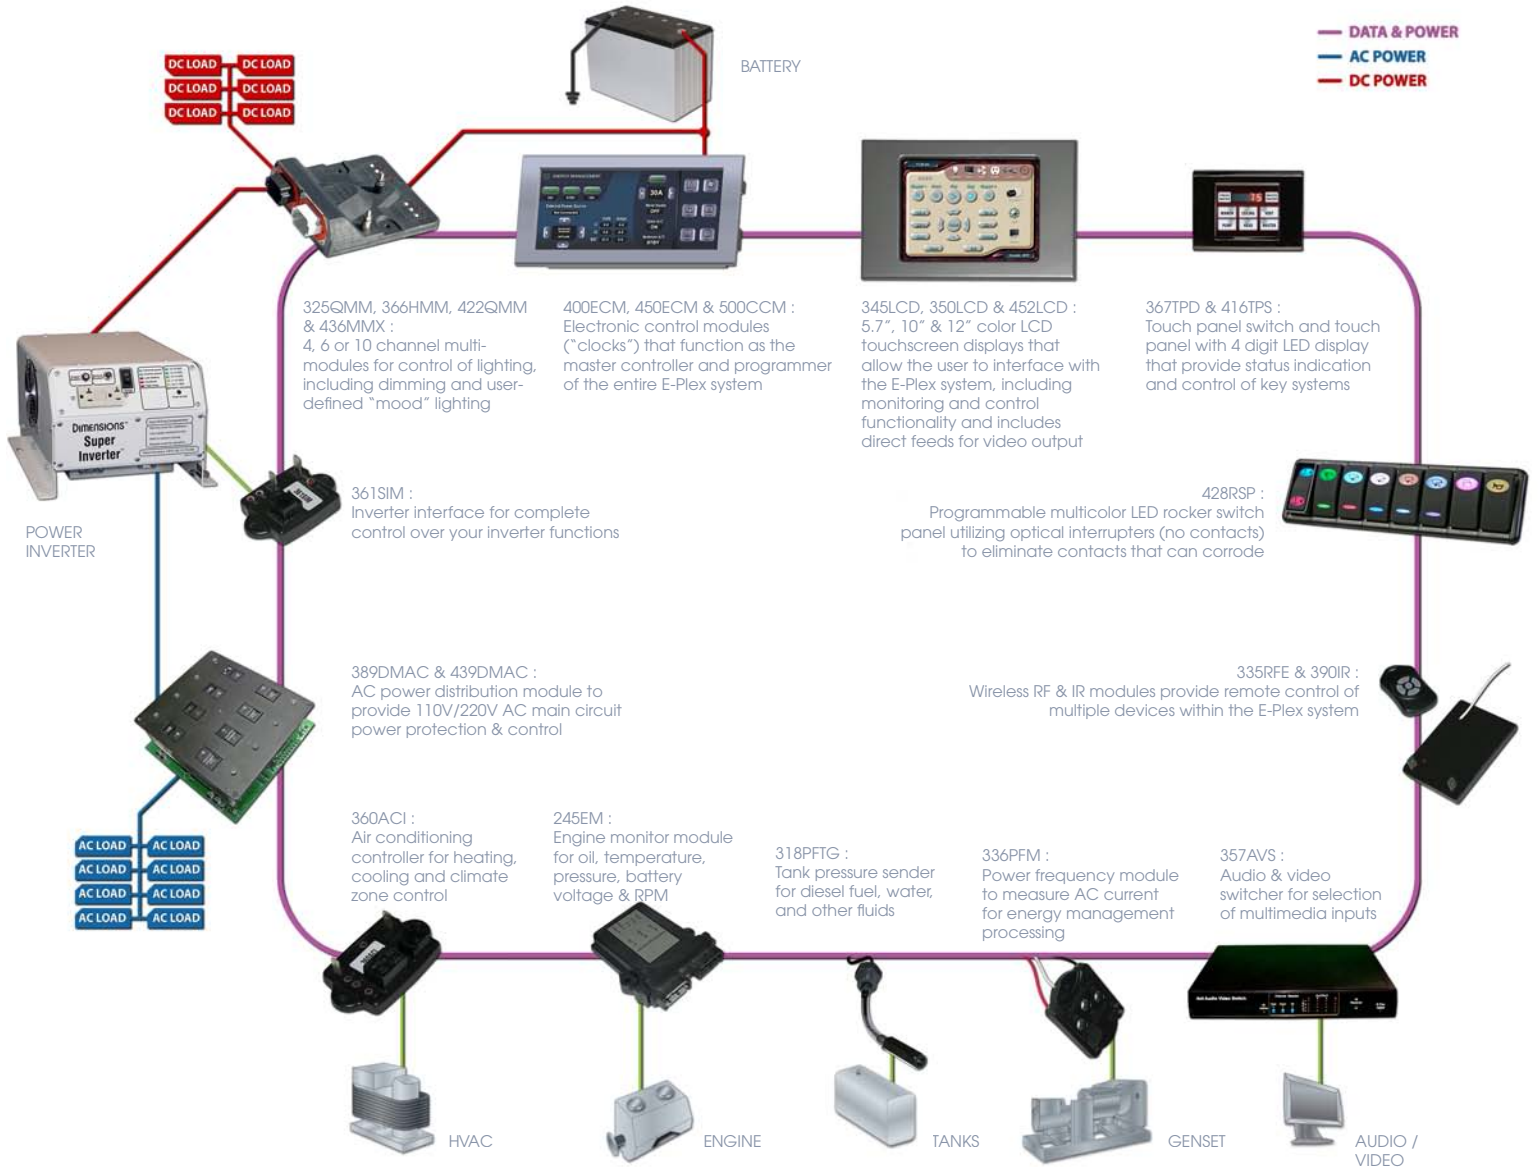 DATA & POWER
AC POWER
DC POWER
BATTERY
DC LOAD DC LOAD
DC LOAD DC LOAD
DC LOAD DC LOAD
325QMM, 366HMM, 422QMM
& 436MMX :
4, 6 or 10 channel multi-
modules for control of lighting,
including dimming and user-
defined “mood” lighting
400ECM, 450ECM & 500CCM :
Electronic control modules
(“clocks”) that function as the
master controller and programmer
of the entire E-Plex system
345LCD, 350LCD & 452LCD :
5.7”, 10” & 12” color LCD
touchscreen displays that
allow the user to interface with
the E-Plex system, including
monitoring and control
functionality and includes
direct feeds for video output
367TPD & 416TPS :
Touch panel switch and touch
panel with 4 digit LED display
that provide status indication
and control of key systems
DIMENSIONS™
Super
Inverter™
POWER
INVERTER
361SIM
361SIM :
Inverter interface for complete
control over your inverter functions
428RSP :
Programmable multicolor LED rocker switch
panel utilizing optical interrupters (no contacts)
to eliminate contacts that can corrode
389DMAC & 439DMAC :
AC power distribution module to
provide 110V/220V AC main circuit
power protection & control
335RFE & 390IR :
Wireless RF & IR modules provide remote control of
multiple devices within the E-Plex system
AC LOAD AC LOAD
AC LOAD AC LOAD
AC LOAD AC LOAD
AC LOAD AC LOAD
360ACI :
Air conditioning
controller for heating,
cooling and climate
zone control
245EM :
Engine monitor module
for oil, temperature,
pressure, battery
voltage & RPM
318PFTG :
Tank pressure sender
for diesel fuel, water,
and other fluids
336PFM :
Power frequency module
to measure AC current
for energy management
processing
357AVS :
Audio & video
switcher for selection
of multimedia inputs
HVAC
ENGINE
TANKS
GENSET
AUDIO /
VIDEO